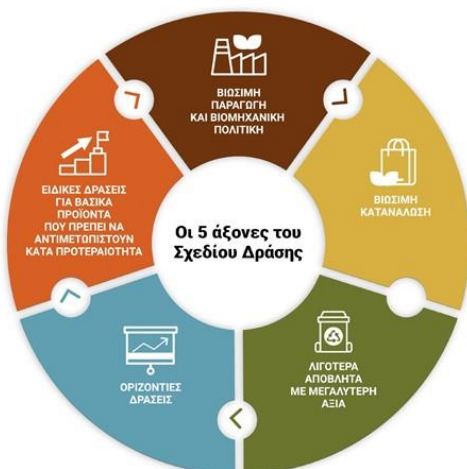 ΒΙΩΣΙΜΗ
ΠΑΡΑΓΩΓΗ
ΚΑΙ ΒΙΟΜΗΧΑΝΙΚΗ
ΠΟΛΙΤΙΚΗ
ΒΙΩΣΙΜΗ
ΚΑΤΑΝΑΛΩΣΗ
ΛΙΓΟΤΕΡΑ
ΑΠΟΒΛΗΤΑ
ΜΕ ΜΕΓΑΛΥΤΕΡΗ
ΑΞΙΑ
ΟΡΙΖΟΝΤΙΕΣ
ΔΡΑΣΕΙΣ
ΕΙΔΙΚΕΣ ΔΡΑΣΕΙΣ
ΓΙΑ ΒΑΣΙΚΑ
ΠΡΟΪΟΝΤΑ
ΠΟΥ ΠΡΕΠΕΙ ΝΑ
ΑΝΤΙΜΕΤΩΠΙΣΤΟΥΝ
ΚΑΤΑ ΠΡΟΤΕΡΑΙΟΤΗΤΑ
Οι 5 άξονες του
Σχεδίου Δράσης